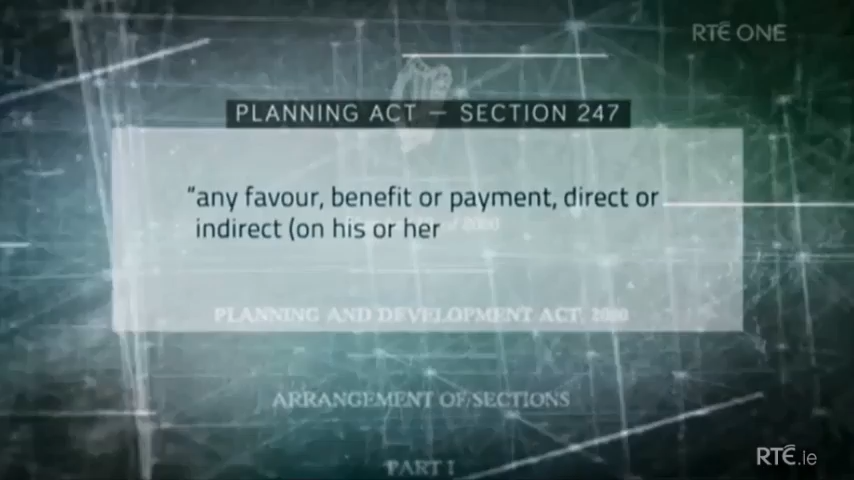 RTÉ ONE
PLANNING ACT – SECTION 247
"any favour, benefit or payment, direct or
indirect (on his or her
PLANNING AND DEVELOPMENT ACT, 2000
ARRANGEMENT OF SECTIONS
PART I
RTÉ.ie